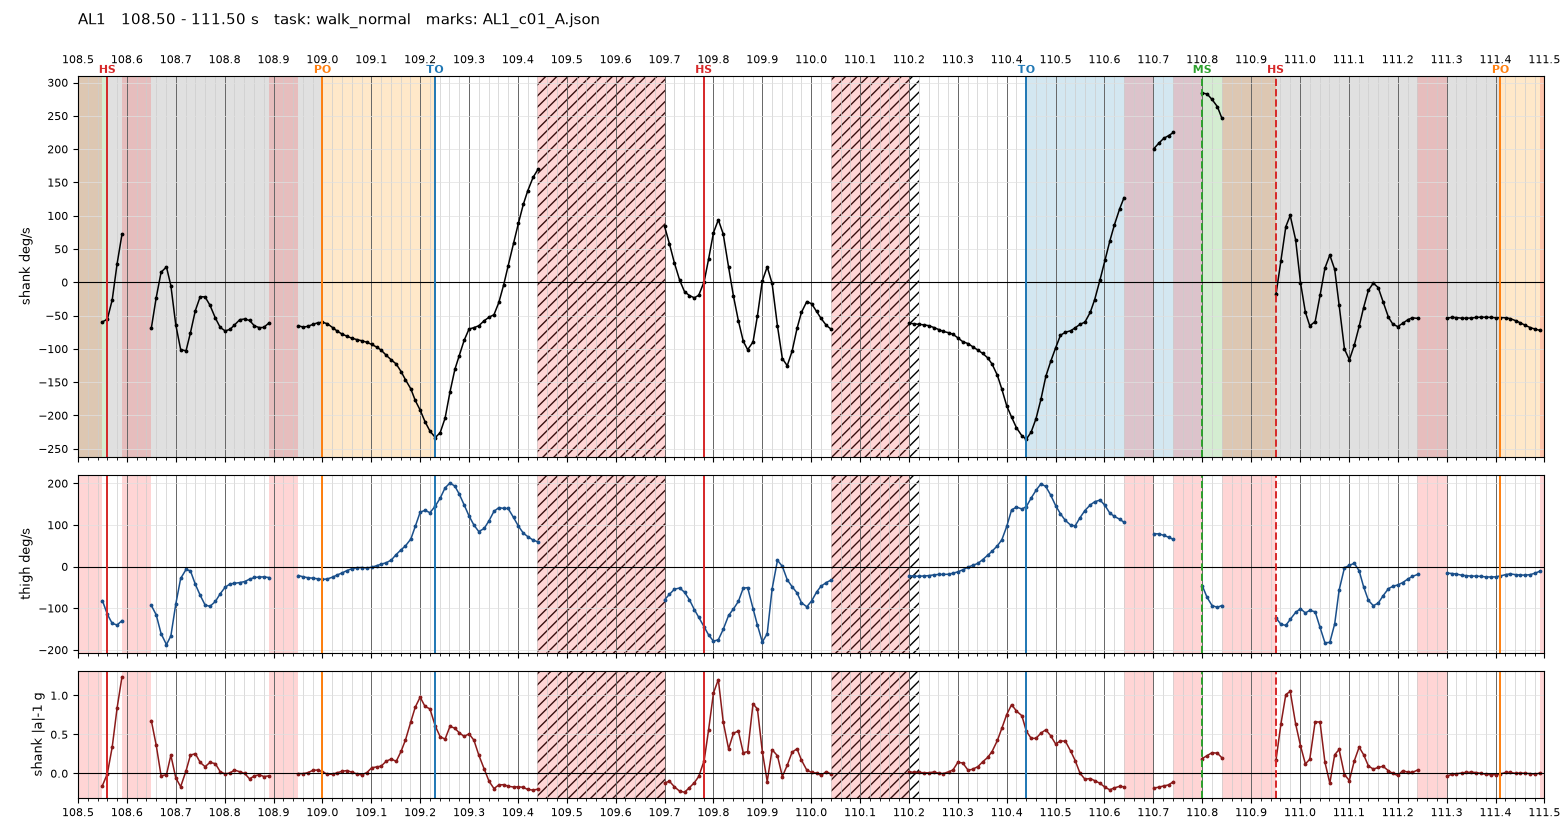 AL1   108.50 - 111.50 s   task: walk_normal   marks: AL1_c01_A.json
108.5 108.6 108.7 108.8 108.9 109.0 109.1 109.2 109.3 109.4 109.5 109.6 109.7 109.8 109.9 110.0 110.1 110.2 110.3 110.4 110.5 110.6 110.7 110.8 110.9 111.0 111.1 111.2 111.3 111.4 111.5
HS PO TO HS TO MS HS PO
300
250
200
150
100
50
0
−50
−100
−150
−200
−250
shank deg/s
200
100
0
−100
−200
thigh deg/s
1.0
0.5
0.0
shank |a|-1 g
108.5 108.6 108.7 108.8 108.9 109.0 109.1 109.2 109.3 109.4 109.5 109.6 109.7 109.8 109.9 110.0 110.1 110.2 110.3 110.4 110.5 110.6 110.7 110.8 110.9 111.0 111.1 111.2 111.3 111.4 111.5